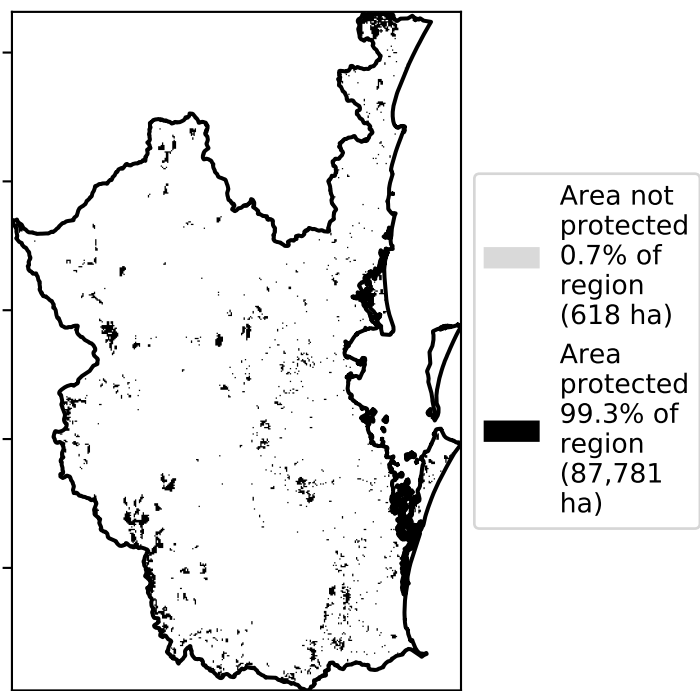 Area not
protected
0.7% of
region
(618 ha)
Area
protected
99.3% of
region
(87,781
ha)